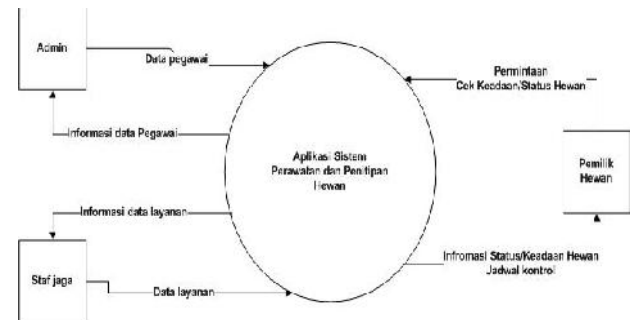 Admin
Data pegawai
Permintaan
Cek Keadaan/Status Hewan
Informasi data Pegawai
Aplikasi Sistem
Perawatan dan Penitipan
Hewan
Pemilik
Hewan
Informasi data layanan
Infromasi Status/Keadaan Hewan
Jadwal kontrol
Staf jaga
Data layanan